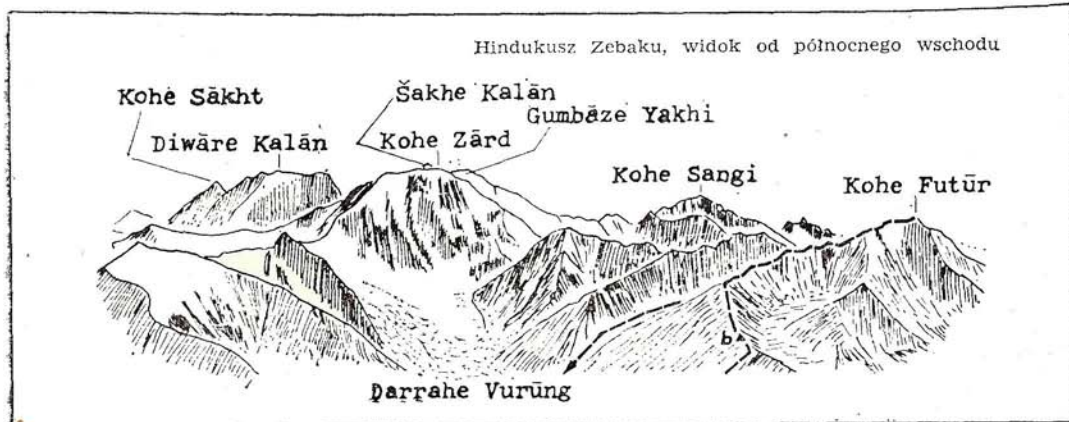 Hindukusz Zebaku, widok od północnego wschodu
Kohe Sākht
Šakhe Kalān
Gumbāze Yakhi
Diwāre Kalān
Kohe Zārd
Kohe Sangi
Kohe Futūr
b
Darrahe Vurūng